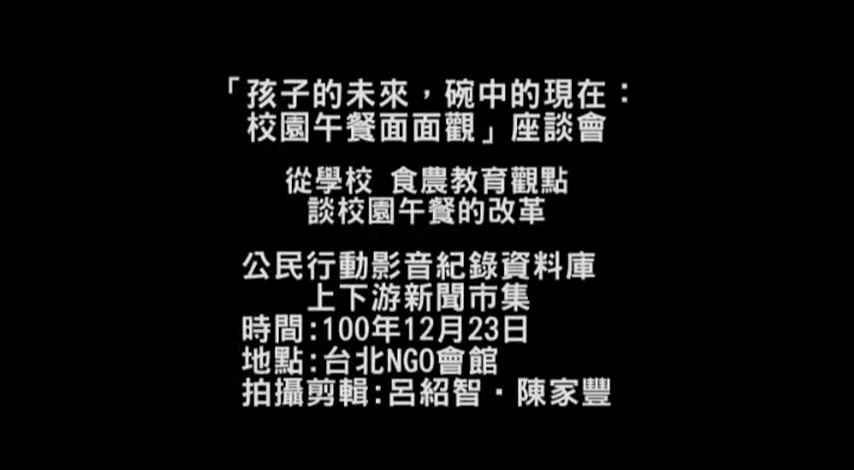 「孩子的未來，碗中的現在：
校園午餐面面觀」座談會
從學校 食農教育觀點
談校園午餐的改革
公民行動影音紀錄資料庫
上下游新聞市集
時間:100年12月23日
地點:台北NGO會館
拍攝剪輯:呂紹智·陳家豐